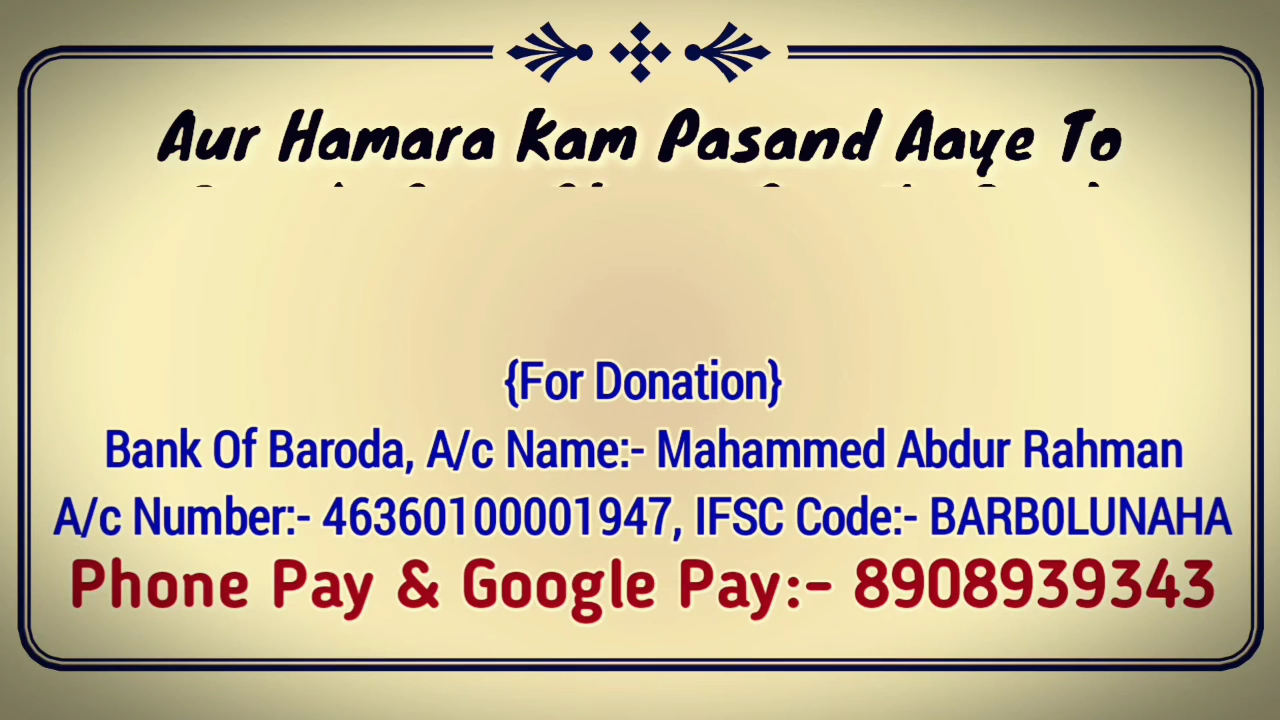 Aur Hamara Kam Pasand Aaye To
{For Donation}
Bank Of Baroda, A/c Name:- Mahammed Abdur Rahman
A/c Number:- 46360100001947, IFSC Code:- BARB0LUNAHA
Phone Pay & Google Pay:- 8908939343